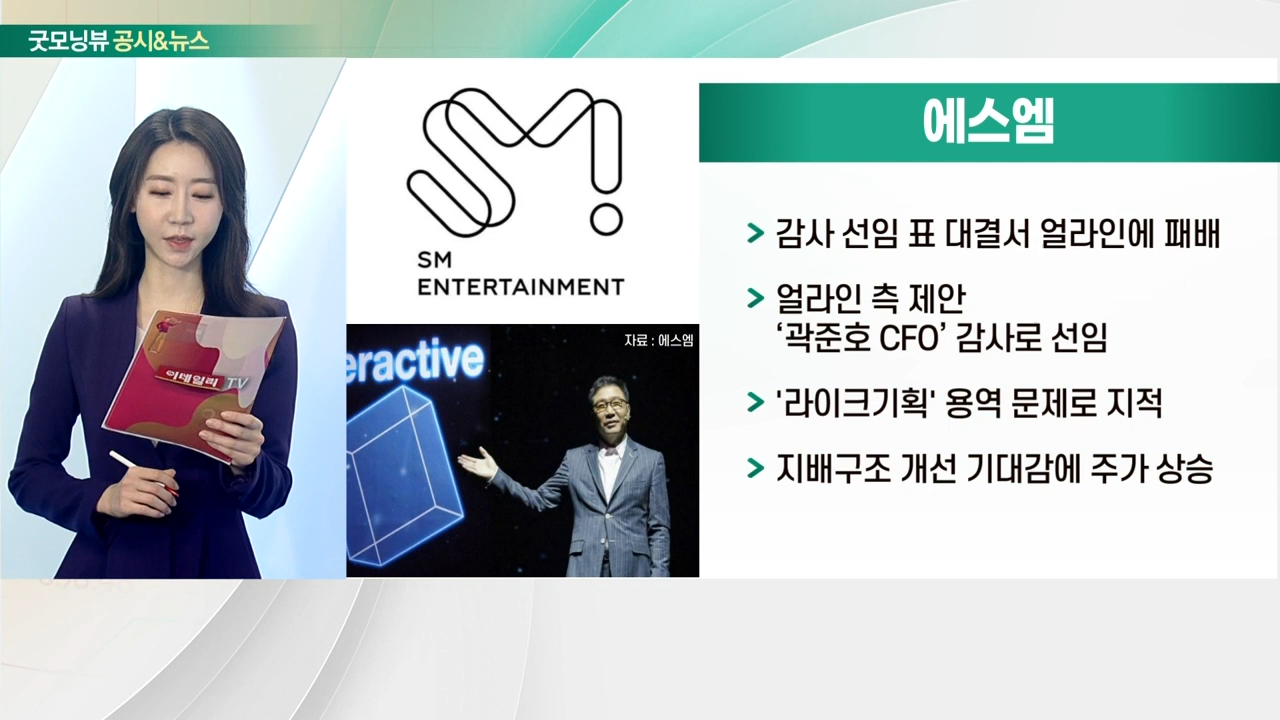 굿모닝뷰 공시&뉴스
SM
ENTERTAINMENT
에스엠
> 감사 선임 표 대결서 얼라인에 패배
> 얼라인 측 제안
‘곽준호 CFO’ 감사로 선임
> '라이크기획' 용역 문제로 지적
> 지배구조 개선 기대감에 주가 상승
자료 : 에스엠
eractive
이데일리 TV